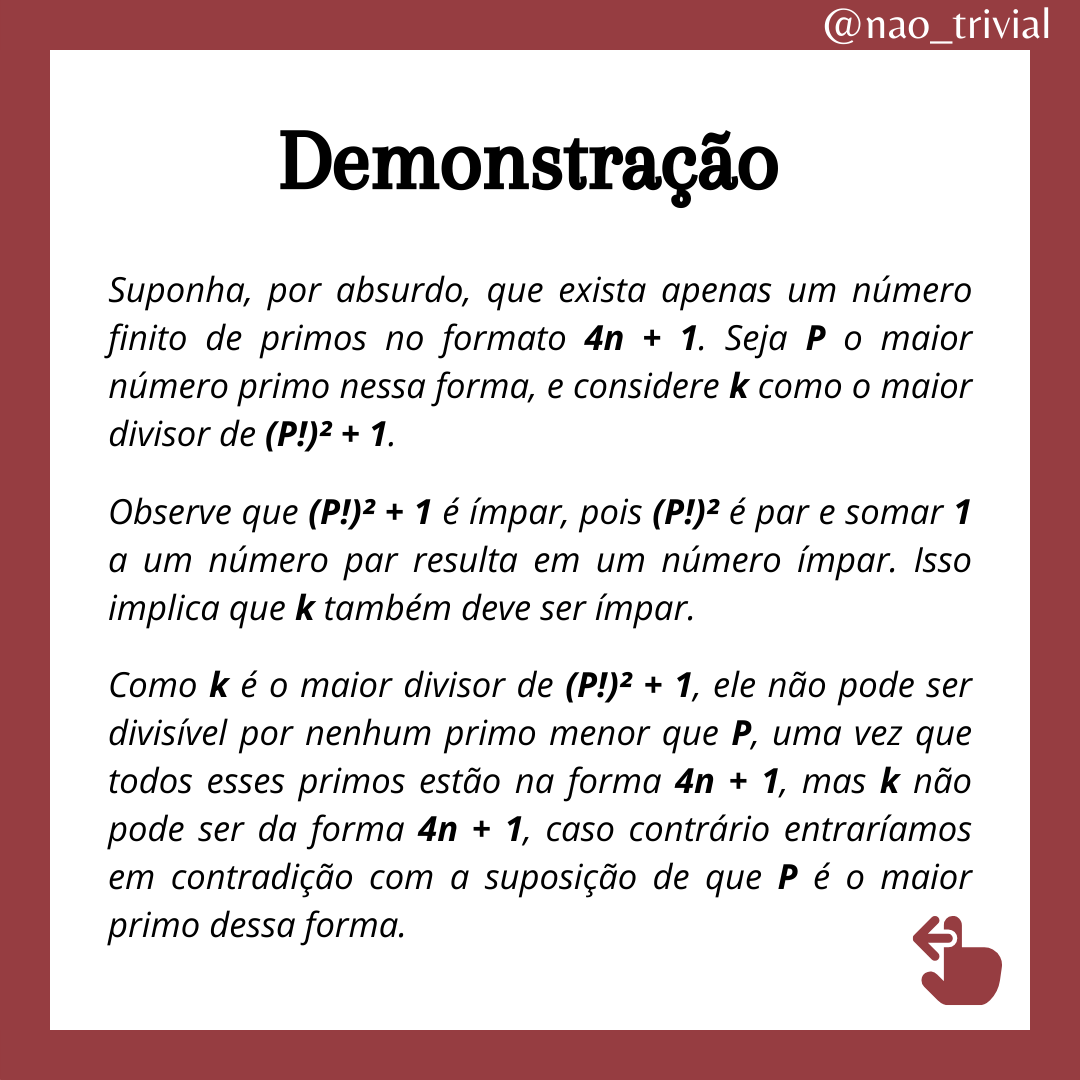 @nao_trivial
Demonstração
Suponha, por absurdo, que exista apenas um número
finito de primos no formato 4n + 1. Seja P o maior
número primo nessa forma, e considere k como o maior
divisor de (P!)² + 1.
Observe que (P!)² + 1 é ímpar, pois (P!)² é par e somar 1
a um número par resulta em um número ímpar. Isso
implica que k também deve ser ímpar.
Como k é o maior divisor de (P!)² + 1, ele não pode ser
divisível por nenhum primo menor que P, uma vez que
todos esses primos estão na forma 4n + 1, mas k não
pode ser da forma 4n + 1, caso contrário entraríamos
em contradição com a suposição de que P é o maior
primo dessa forma.